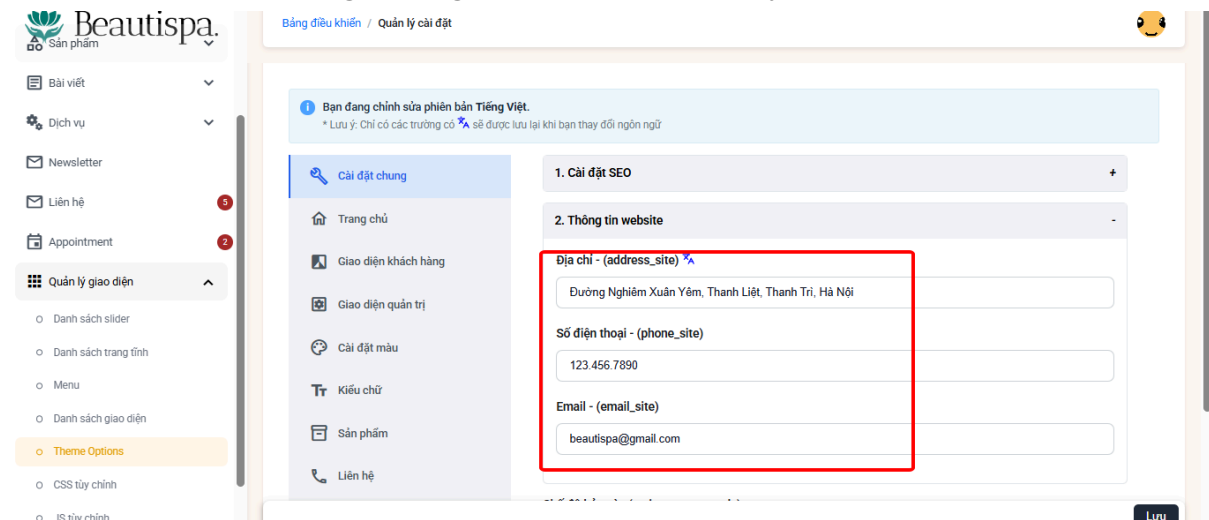 Beautispa.
Sản phẩm
Bài viết
Dịch vụ
Newsletter
Liên hệ
5
Appointment
2
Quản lý giao diện
Danh sách slider
Danh sách trang tĩnh
Menu
Danh sách giao diện
Theme Options
CSS tùy chỉnh
JS tùy chỉnh
Bảng điều khiển / Quản lý cài đặt
Bạn đang chỉnh sửa phiên bản Tiếng Việt.
* Lưu ý: Chỉ có các trường có sẽ được lưu lại khi bạn thay đổi ngôn ngữ
Cài đặt chung
Trang chủ
Giao diện khách hàng
Giao diện quản trị
Cài đặt màu
Kiểu chữ
Sản phẩm
Liên hệ
1. Cài đặt SEO +
2. Thông tin website -
Địa chỉ - (address_site)
Đường Nghiêm Xuân Yêm, Thanh Liệt, Thanh Trì, Hà Nội
Số điện thoại - (phone_site)
123.456.7890
Email - (email_site)
beautispa@gmail.com
Lưu